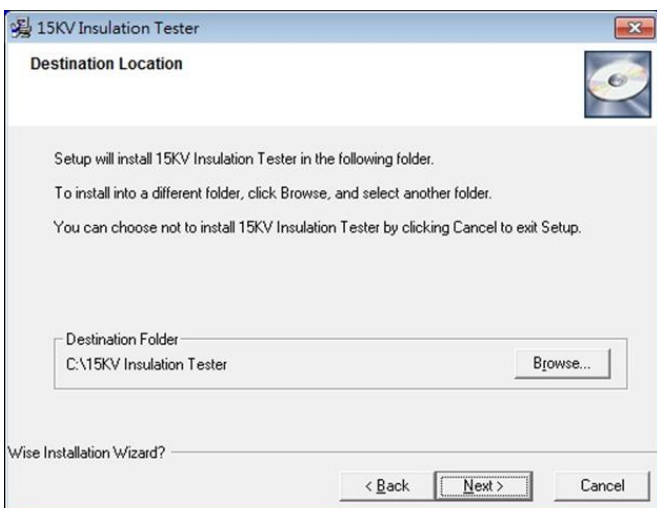 15KV Insulation Tester
Destination Location
Setup will install 15KV Insulation Tester in the following folder.
To install into a different folder, click Browse, and select another folder.
You can choose not to install 15KV Insulation Tester by clicking Cancel to exit Setup.
Destination Folder
C:\15KV Insulation Tester
Browse...
Wise Installation Wizard?
< Back
Next >
Cancel